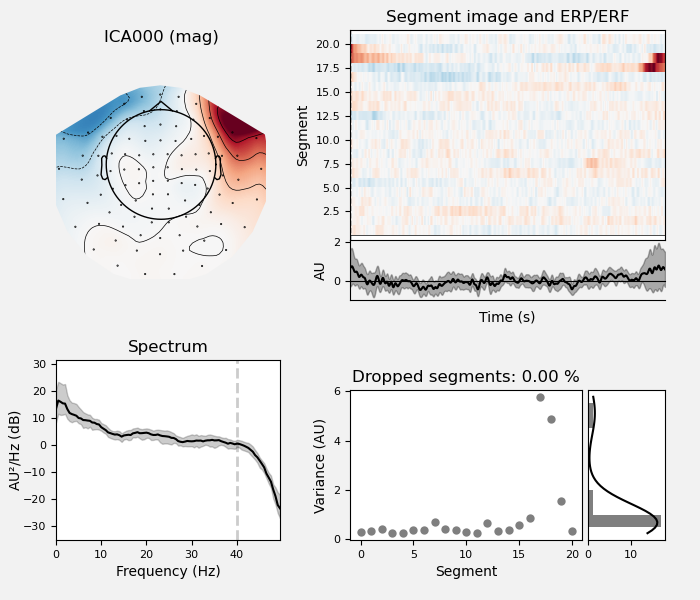 ICA000 (mag)
Segment image and ERP/ERF
Segment
20.0
17.5
15.0
12.5
10.0
7.5
5.0
2.5
AU
2
0
Time (s)
Spectrum
AU²/Hz (dB)
30
20
10
0
−10
−20
−30
0 10 20 30 40
Frequency (Hz)
Dropped segments: 0.00 %
Variance (AU)
6
4
2
0
0 5 10 15 20
Segment
0 10